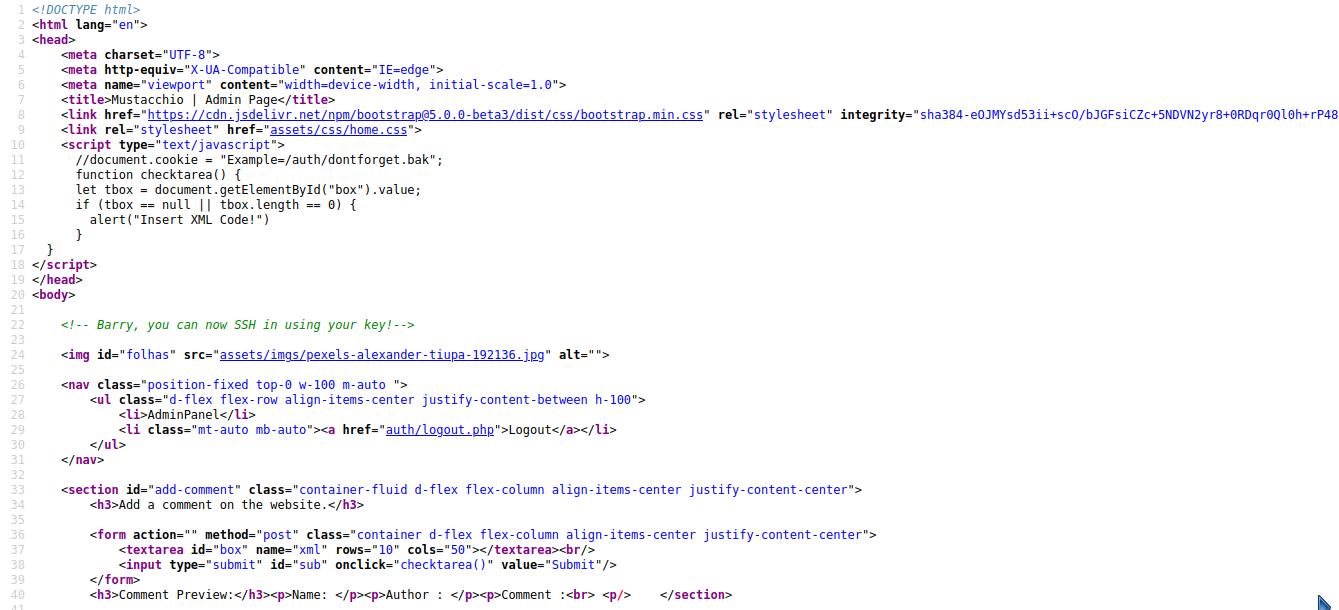 1 <!DOCTYPE html>
2 <html lang="en">
3 <head>
4     <meta charset="UTF-8">
5     <meta http-equiv="X-UA-Compatible" content="IE=edge">
6     <meta name="viewport" content="width=device-width, initial-scale=1.0">
7     <title>Mustacchio | Admin Page</title>
8     <link href="https://cdn.jsdelivr.net/npm/bootstrap@5.0.0-beta3/dist/css/bootstrap.min.css" rel="stylesheet" integrity="sha384-eOJMYsd53ii+scO/bJGFsiCZc+5NDVN2yr8+0RDqr0Ql0h+rP48
9     <link rel="stylesheet" href="assets/css/home.css">
10     <script type="text/javascript">
11       //document.cookie = "Example=/auth/dontforget.bak";
12       function checktarea() {
13       let tbox = document.getElementById("box").value;
14       if (tbox == null || tbox.length == 0) {
15         alert("Insert XML Code!")
16       }
17   }
18 </script>
19 </head>
20 <body>
21
22     <!-- Barry, you can now SSH in using your key!-->
23
24     <img id="folhas" src="assets/imgs/pexels-alexander-tiupa-192136.jpg" alt="">
25
26     <nav class="position-fixed top-0 w-100 m-auto ">
27         <ul class="d-flex flex-row align-items-center justify-content-between h-100">
28             <li>AdminPanel</li>
29             <li class="mt-auto mb-auto"><a href="auth/logout.php">Logout</a></li>
30         </ul>
31     </nav>
32
33     <section id="add-comment" class="container-fluid d-flex flex-column align-items-center justify-content-center">
34         <h3>Add a comment on the website.</h3>
35
36         <form action="" method="post" class="container d-flex flex-column align-items-center justify-content-center">
37             <textarea id="box" name="xml" rows="10" cols="50"></textarea><br/>
38             <input type="submit" id="sub" onclick="checktarea()" value="Submit"/>
39         </form>
40         <h3>Comment Preview:</h3><p>Name: </p><p>Author : </p><p>Comment :<br> <p/>    </section>
41